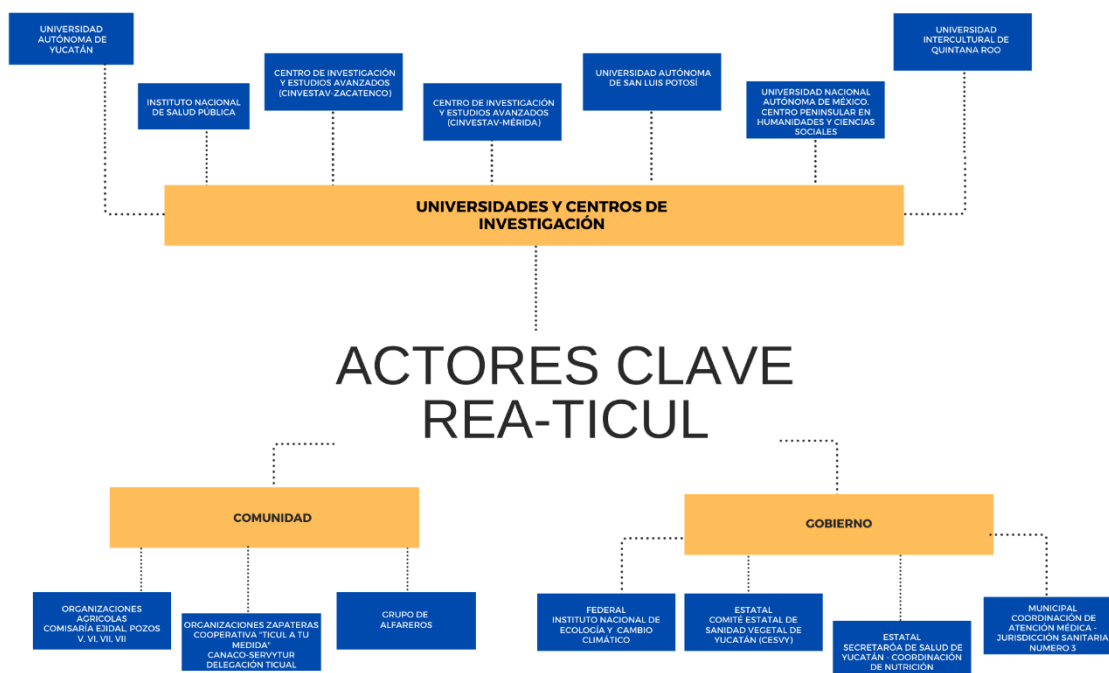 UNIVERSIDAD
AUTÓNOMA DE
YUCATÁN
INSTITUTO NACIONAL
DE SALUD PÚBLICA
CENTRO DE INVESTIGACIÓN
Y ESTUDIOS AVANZADOS
(CINVESTAV-ZACATENCO)
CENTRO DE INVESTIGACIÓN
Y ESTUDIOS AVANZADOS
(CINVESTAV-MÉRIDA)
UNIVERSIDAD AUTÓNOMA
DE SAN LUIS POTOSÍ
UNIVERSIDAD NACIONAL
AUTÓNOMA DE MÉXICO.
CENTRO PENINSULAR EN
HUMANIDADES Y CIENCIAS
SOCIALES
UNIVERSIDAD
INTERCULTURAL DE
QUINTANA ROO
UNIVERSIDADES Y CENTROS DE
INVESTIGACIÓN
ACTORES CLAVE
REA-TICUL
COMUNIDAD
ORGANIZACIONES
AGRICOLAS
COMISARÍA EJIDAL, POZOS
V, VI, VII, VII
ORGANIZACIONES ZAPATERAS
COOPERATIVA "TICUL A TU
MEDIDA"
CANACO-SERVYTUR
DELEGACIÓN TICUAL
GRUPO DE
ALFAREROS
GOBIERNO
FEDERAL
INSTITUTO NACIONAL DE
ECOLOGÍA Y CAMBIO
CLIMÁTICO
ESTATAL
COMITÉ ESTATAL DE
SANIDAD VEGETAL DE
YUCATÁN (CESVY)
ESTATAL
SECRETARÓA DE SALUD DE
YUCATÁN - COORDINACIÓN
DE NUTRICIÓN
MUNICIPAL
COORDINACIÓN DE
ATENCIÓN MÉDICA -
JURISDICCIÓN SANITARIA
NUMERO 3